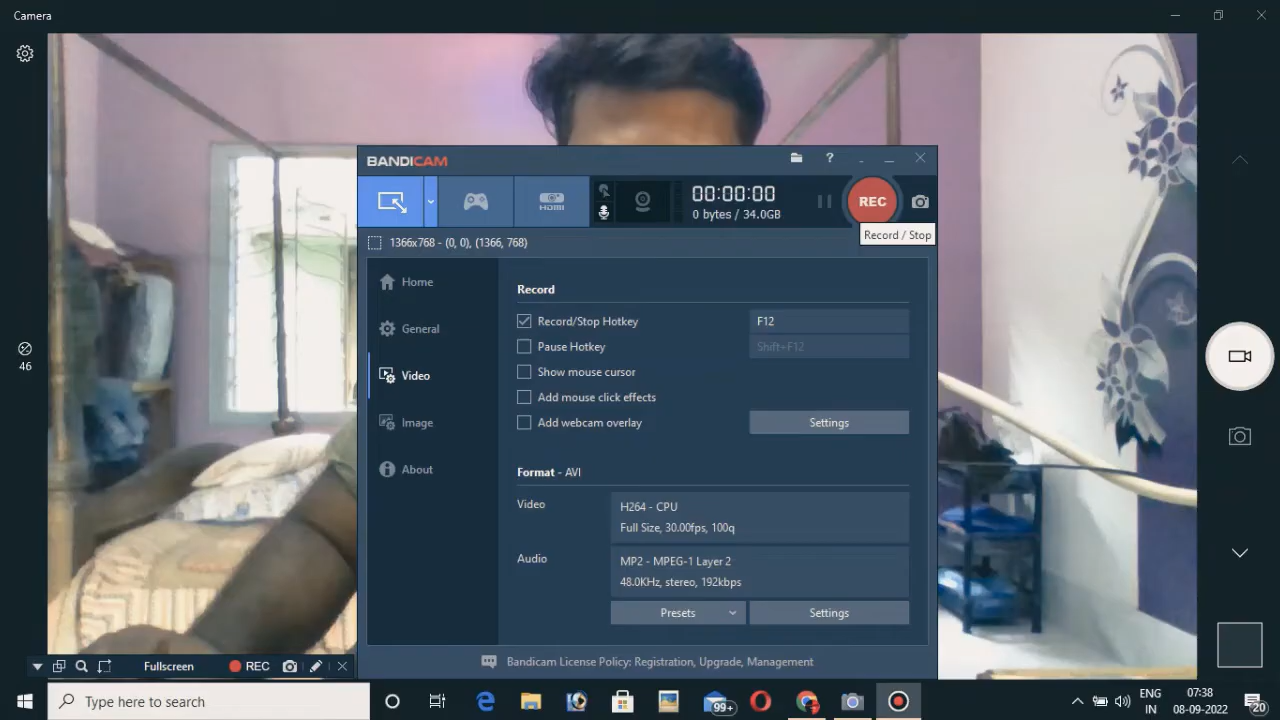 Camera
BANDICAM
?
HDMI
00:00:00
0 bytes / 34.0GB
REC
Record / Stop
1366x768 - (0, 0), (1366, 768)
Home
General
Video
Image
About
Record
Record/Stop Hotkey
F12
Pause Hotkey
Shift+F12
Show mouse cursor
Add mouse click effects
Add webcam overlay
Settings
Format - AVI
Video
H264 - CPU
Full Size, 30.00fps, 100q
Audio
MP2 - MPEG-1 Layer 2
48.0KHz, stereo, 192kbps
Presets
Settings
Bandicam License Policy: Registration, Upgrade, Management
46
Fullscreen
REC
Type here to search
99+
ENG
IN
07:38
08-09-2022
20